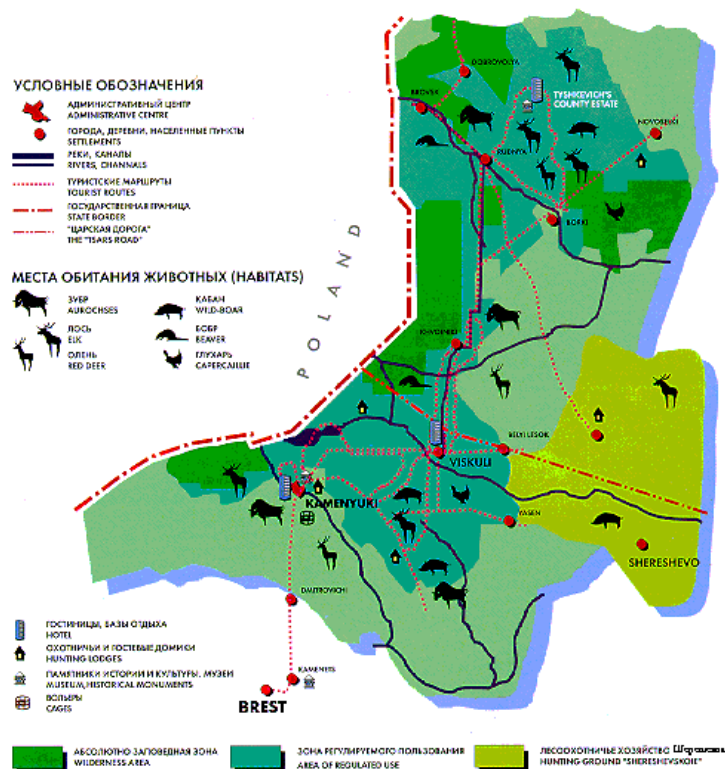 УСЛОВНЫЕ ОБОЗНАЧЕНИЯ
АДМИНИСТРАТИВНЫЙ ЦЕНТР
ADMINISTRATIVE CENTRE
ГОРОДА, ДЕРЕВНИ, НАСЕЛЕННЫЕ ПУНКТЫ
SETTLEMENTS
РЕКИ, КАНАЛЫ
RIVERS, CHANNALS
ТУРИСТСКИЕ МАРШРУТЫ
TOURIST ROUTES
ГОСУДАРСТВЕННАЯ ГРАНИЦА
STATE BORDER
"ЦАРСКАЯ ДОРОГА"
THE "TSARS ROAD"
МЕСТА ОБИТАНИЯ ЖИВОТНЫХ (HABITATS)
ЗУБР
AUROCHSES
ЛОСЬ
ELK
ОЛЕНЬ
RED DEER
КАБАН
WILD-BOAR
БОБР
BEAVER
ГЛУХАРЬ
CAPERCAILLIE
POLAND
DOBROVOLYA
BROVSK
TYSHKEVICH'S
COUNTY ESTATE
NOVOSELKI
RUDNYA
BORKI
KHVOINIKI
BELYI LESOK
VISKULI
KAMENYUKI
YASEN
SHERESHEVO
DMITROVICHI
KAMENETS
BREST
ГОСТИНИЦЫ, БАЗЫ ОТДЫХА
HOTEL
ОХОТНИЧЬИ И ГОСТЕВЫЕ ДОМИКИ
HUNTING LODGES
ПАМЯТНИКИ ИСТОРИИ И КУЛЬТУРЫ, МУЗЕИ
MUSEUM, HISTORICAL MONUMENTS
ВОЛЬЕРЫ
CAGES
АБСОЛЮТНО ЗАПОВЕДНАЯ ЗОНА
WILDERNESS AREA
ЗОНА РЕГУЛИРУЕМОГО ПОЛЬЗОВАНИЯ
AREA OF REGULATED USE
ЛЕСООХОТНИЧЬЕ ХОЗЯЙСТВО
HUNTING GROUND "SHERESHEVSKOIE"